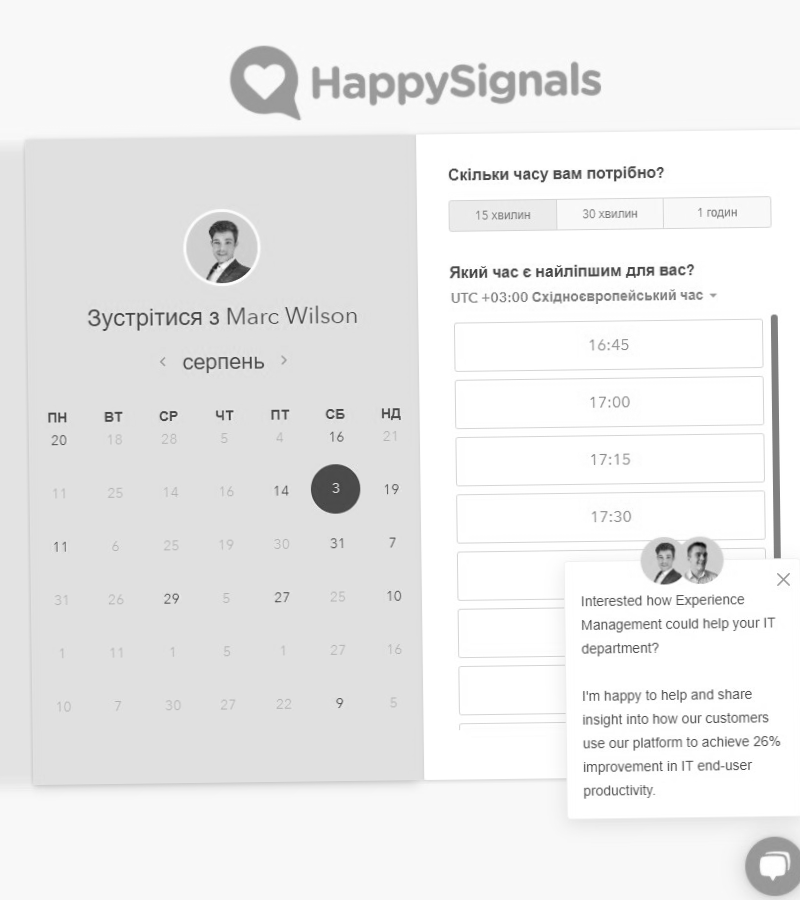 HappySignals
Зустрітися з Marc Wilson
серпень
ПН ВТ СР ЧТ ПТ СБ НД
20 18 28 5 4 16 21
11 25 14 16 14 3 19
11 6 25 19 30 31 7
31 26 29 5 27 25 10
1 11 1 5 1 27 16
10 7 30 27 22 9 5
Скільки часу вам потрібно?
15 хвилин 30 хвилин 1 годин
Який час є найліпшим для вас?
UTC +03:00 Східноєвропейський час
16:45
17:00
17:15
17:30
Interested how Experience
Management could help your IT
department?
I'm happy to help and share
insight into how our customers
use our platform to achieve 26%
improvement in IT end-user
productivity.